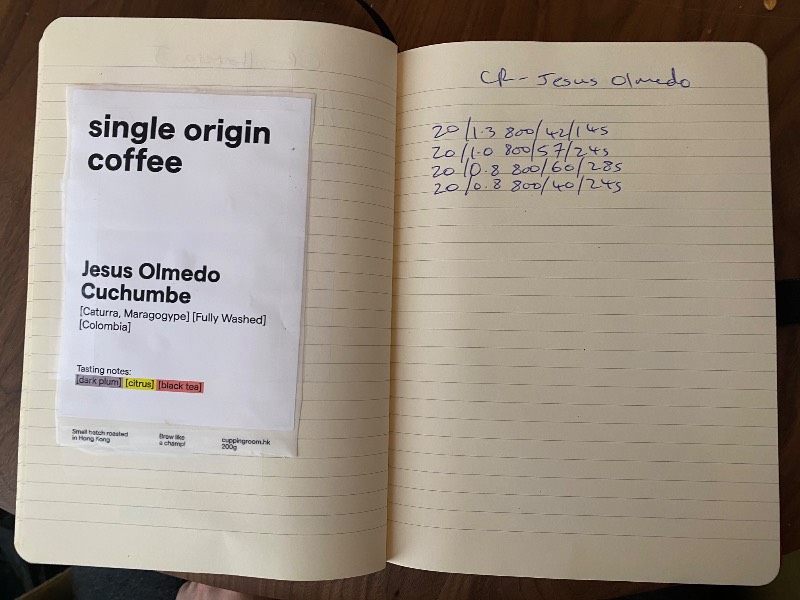 single origin
coffee
Jesus Olmedo
Cuchumbe
[Caturra, Maragogype] [Fully Washed]
[Colombia]
Tasting notes:
[dark plum] [citrus] [black tea]
Small batch roasted
in Hong Kong
Brew like
a champ!
cuppingroom.hk
200g
CR - Jesus Olmedo
20/1.3 800/42/14s
20/1.0 800/57/24s
20/0.8 800/60/28s
20/0.8 800/40/24s